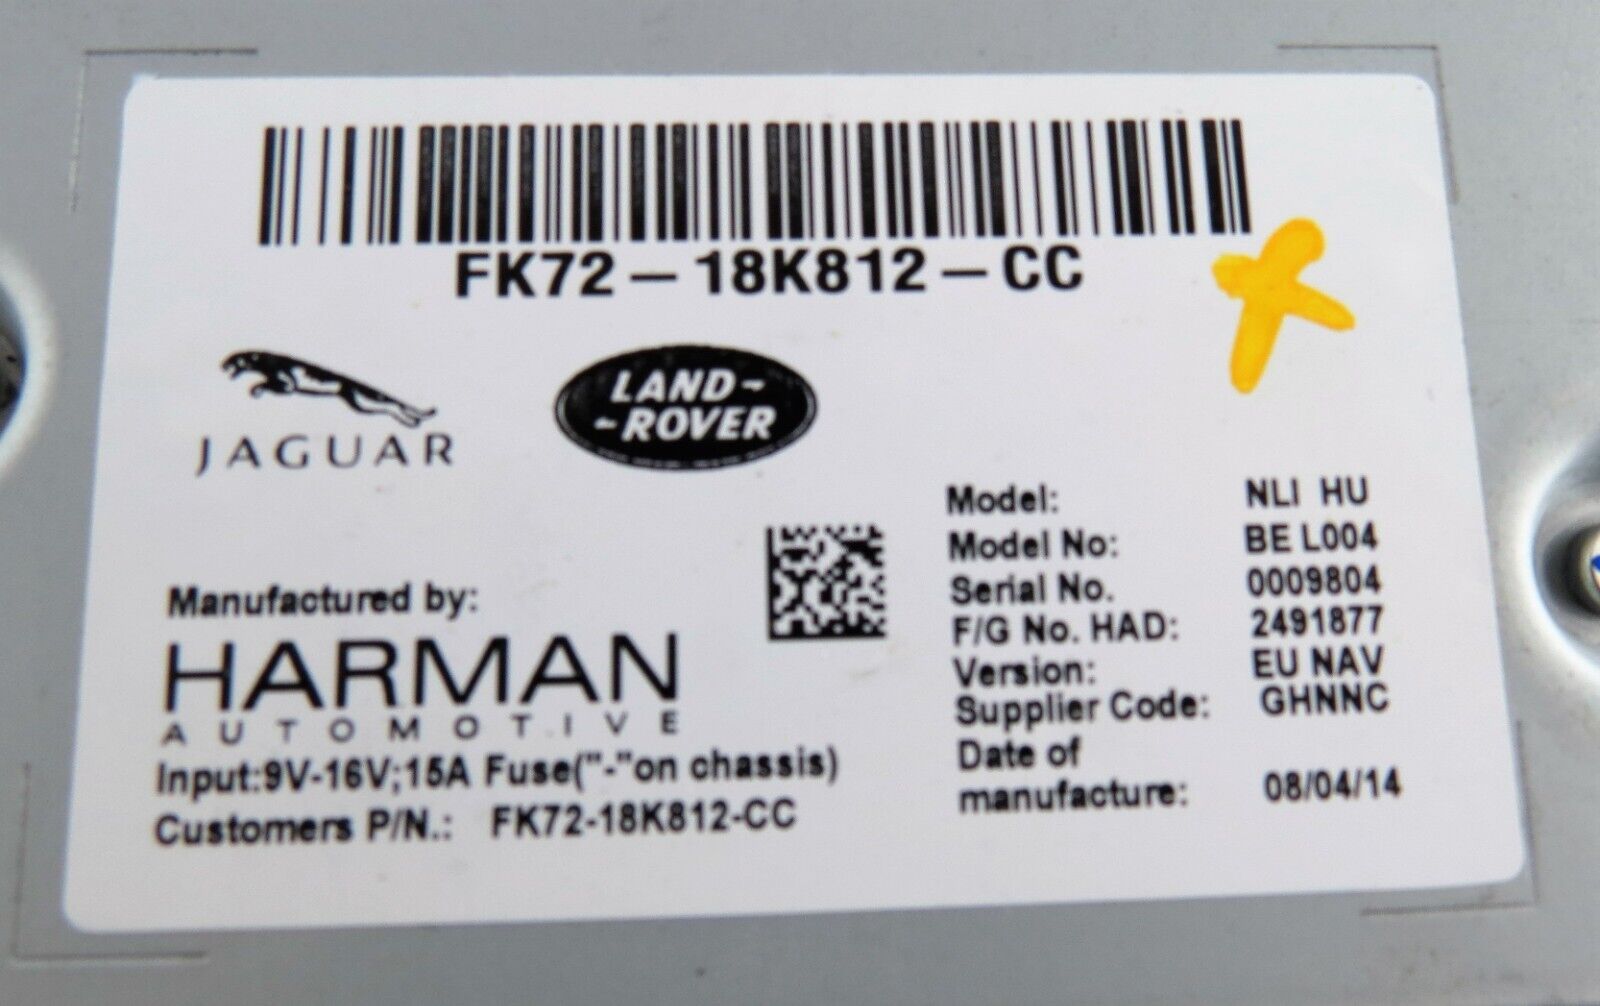 FK72-18K812-CC
JAGUAR
LAND-
-ROVER
Manufactured by:
HARMAN
AUTOMOTIVE
Input:9V-16V;15A Fuse("-"on chassis)
Customers P/N.: FK72-18K812-CC
Model: NLI HU
Model No: BE L004
Serial No. 0009804
F/G No. HAD: 2491877
Version: EU NAV
Supplier Code: GHNNC
Date of
manufacture: 08/04/14